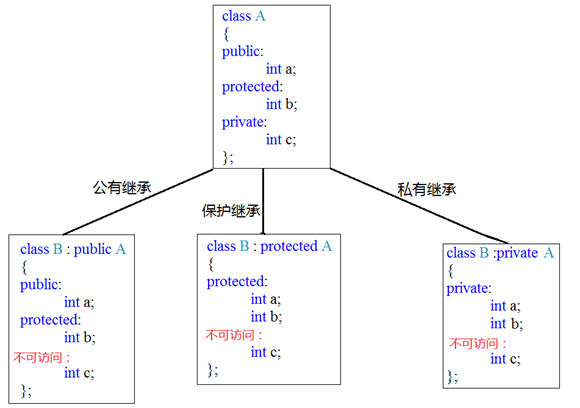 class A
{
public:
int a;
protected:
int b;
private:
int c;
};
公有继承
保护继承
私有继承
class B : public A
{
public:
int a;
protected:
int b;
不可访问：
int c;
};
class B : protected A
{
protected:
int a;
int b;
不可访问：
int c;
};
class B :private A
{
private:
int a;
int b;
不可访问：
int c;
};